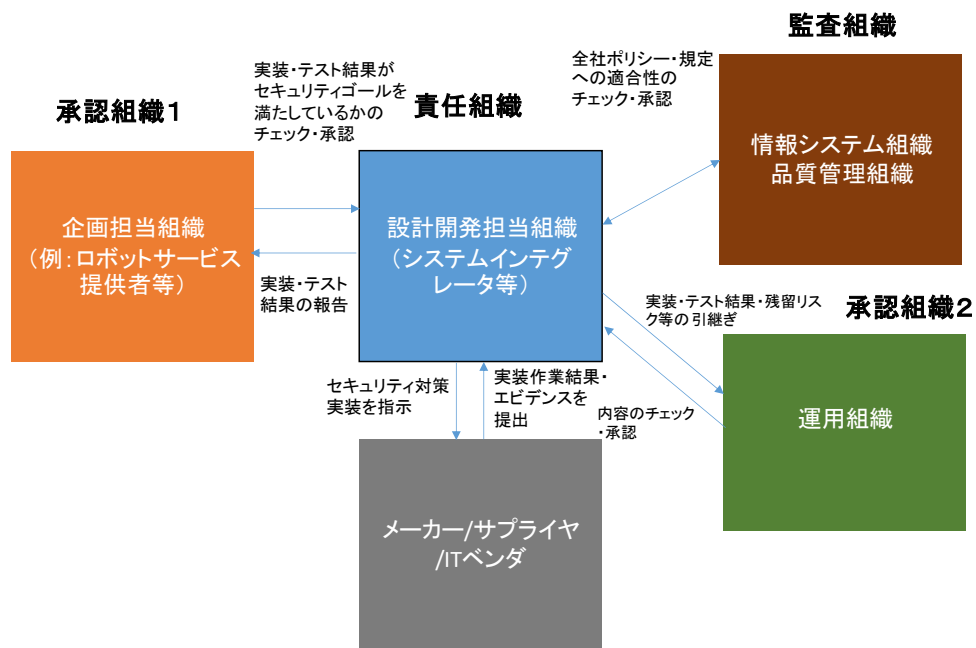 監査組織
実装・テスト結果が
セキュリティゴールを
満たしているかの
チェック・承認
全社ポリシー・規定
への適合性の
チェック・承認
承認組織1
責任組織
情報システム組織
品質管理組織
企画担当組織
(例:ロボットサービス
提供者等)
設計開発担当組織
(システムインテグ
レータ等)
実装・テスト
結果の報告
実装・テスト結果・残留リス
ク等の引継ぎ
承認組織2
セキュリティ対策
実装を指示
実装作業結果・
エビデンスを
提出
内容のチェック
・承認
運用組織
メーカー/サプライヤ
/ITベンダ